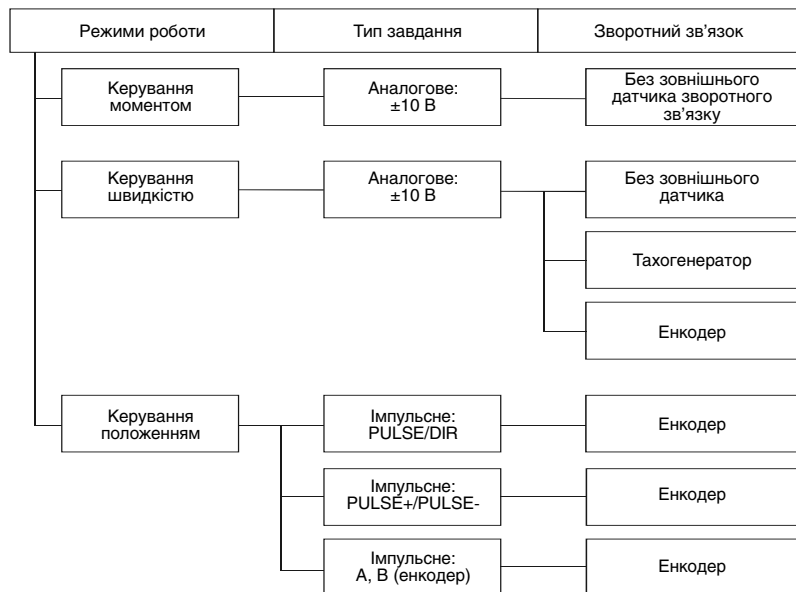 Режими роботи
Тип завдання
Зворотний зв'язок
Керування
моментом
Аналогове:
±10 В
Без зовнішнього
датчика зворотного
зв'язку
Керування
швидкістю
Аналогове:
±10 В
Без зовнішнього
датчика
Тахогенератор
Енкодер
Керування
положенням
Імпульсне:
PULSE/DIR
Енкодер
Імпульсне:
PULSE+/PULSE-
Енкодер
Імпульсне:
А, В (енкодер)
Енкодер